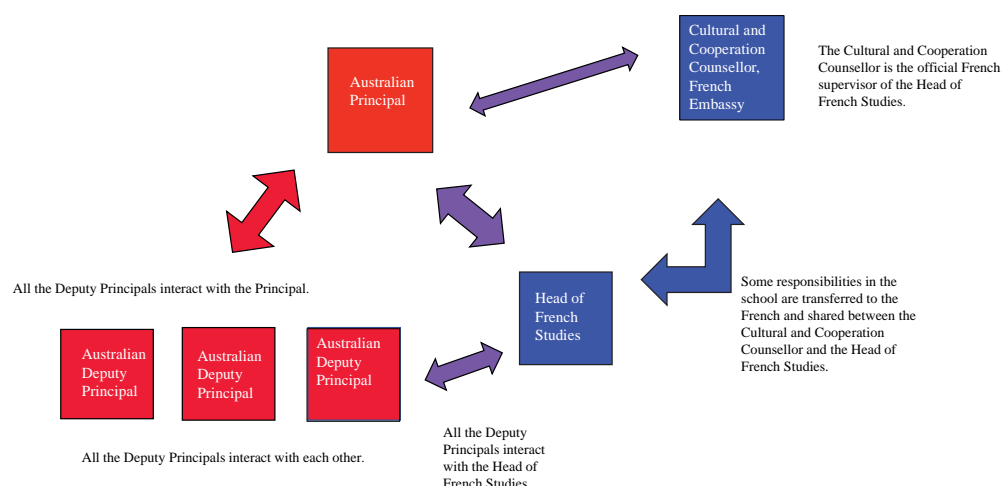 Australian
Principal
Cultural and
Cooperation
Counsellor,
French
Embassy
The Cultural and Cooperation
Counsellor is the official French
supervisor of the Head of
French Studies.
All the Deputy Principals interact with the Principal.
Head of
French
Studies
Some responsibilities in the
school are transferred to the
French and shared between the
Cultural and Cooperation
Counsellor and the Head of
French Studies.
Australian
Deputy
Principal
Australian
Deputy
Principal
Australian
Deputy
Principal
All the Deputy Principals interact with each other.
All the Deputy
Principals interact
with the Head of
French Studies